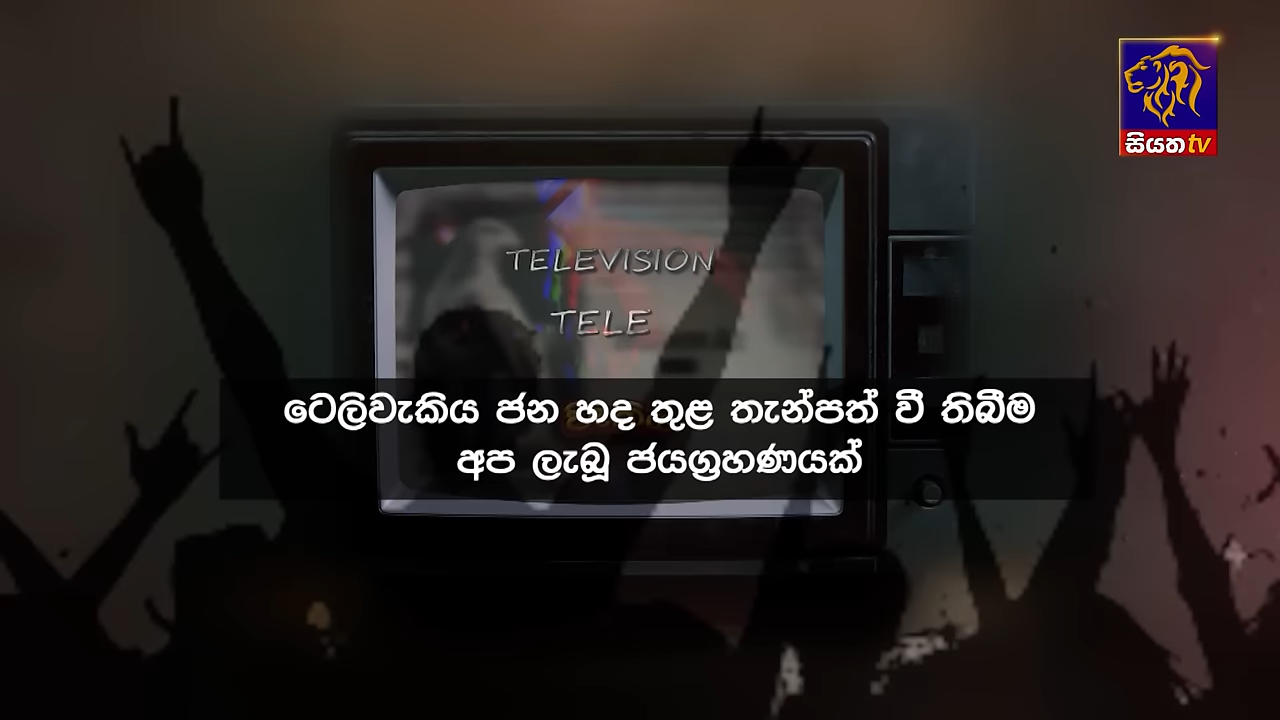 සියත tv
TELEVISION
TELE
ටෙලිවැකිය ජන හද තුළ තැන්පත් වී තිබීම
අප ලැබූ ජයග්‍රහණයක්